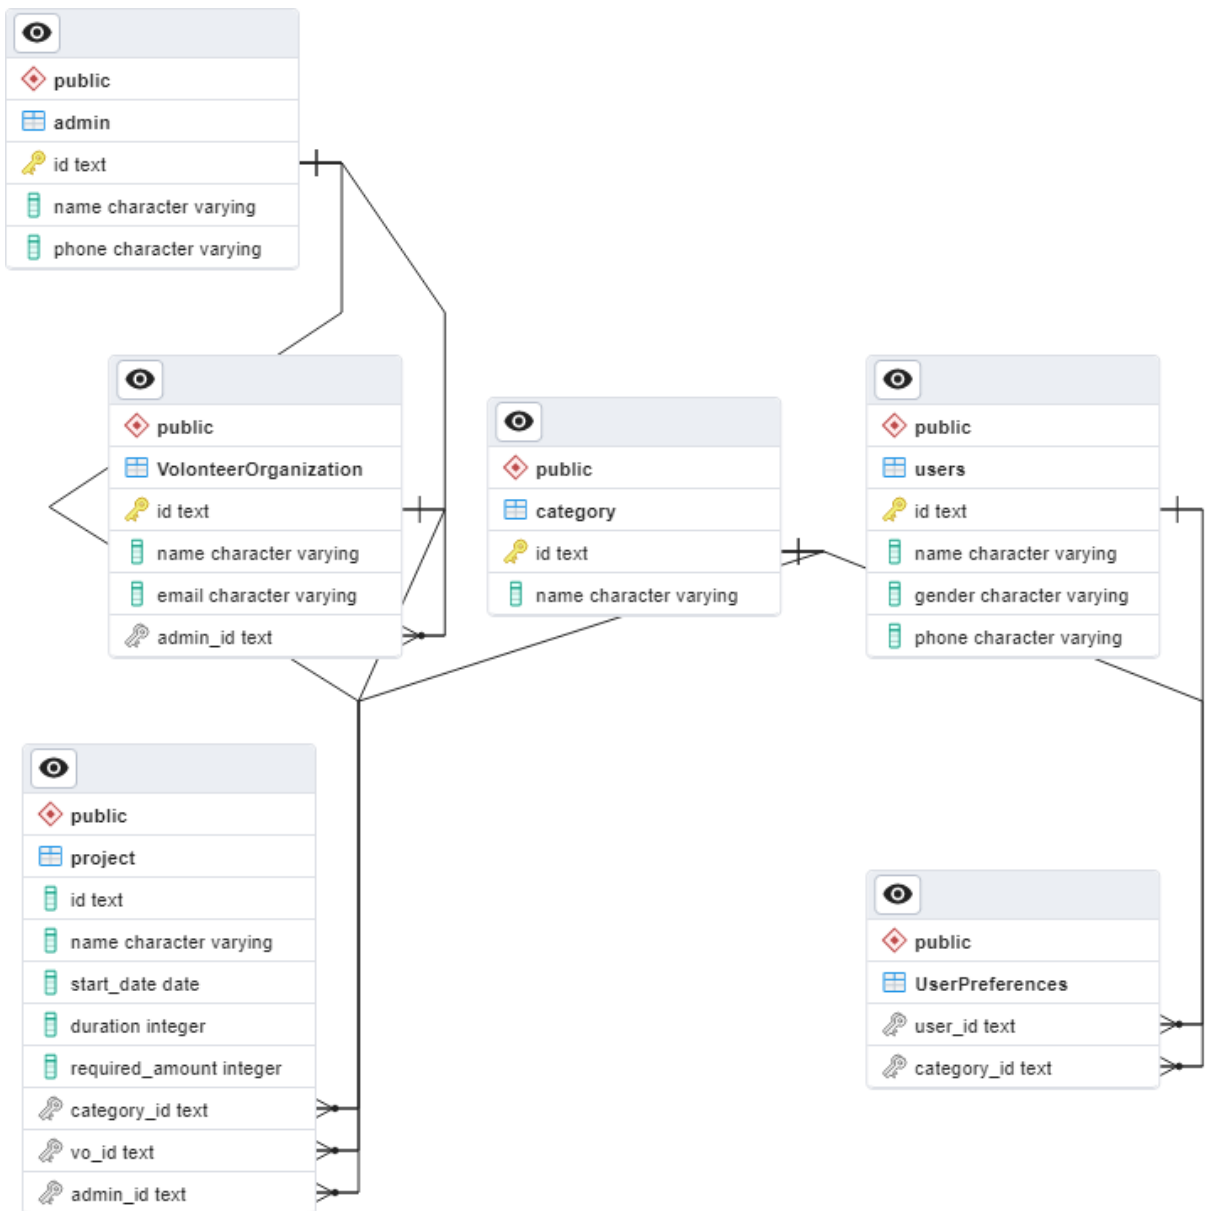 public
admin
id text
name character varying
phone character varying
public
VolonteerOrganization
id text
name character varying
email character varying
admin_id text
public
category
id text
name character varying
public
users
id text
name character varying
gender character varying
phone character varying
public
project
id text
name character varying
start_date date
duration integer
required_amount integer
category_id text
vo_id text
admin_id text
public
UserPreferences
user_id text
category_id text